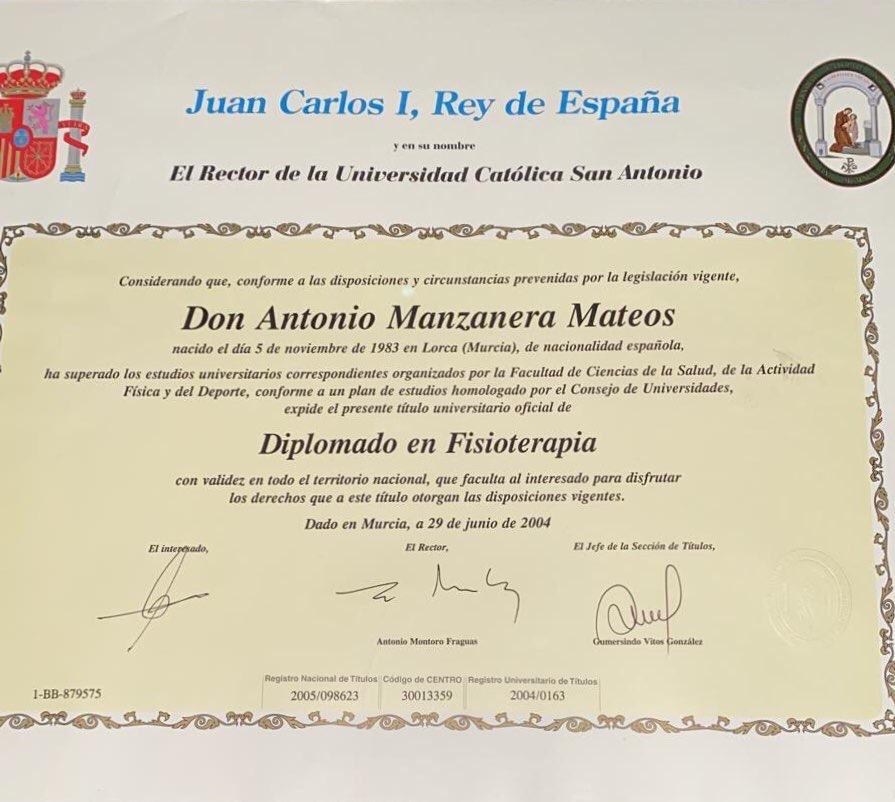 Juan Carlos I, Rey de España
y en su nombre
El Rector de la Universidad Católica San Antonio
Considerando que, conforme a las disposiciones y circunstancias prevenidas por la legislación vigente,
Don Antonio Manzanera Mateos
nacido el día 5 de noviembre de 1983 en Lorca (Murcia), de nacionalidad española,
ha superado los estudios universitarios correspondientes organizados por la Facultad de Ciencias de la Salud, de la Actividad
Física y del Deporte, conforme a un plan de estudios homologado por el Consejo de Universidades,
expide el presente título universitario oficial de
Diplomado en Fisioterapia
con validez en todo el territorio nacional, que faculta al interesado para disfrutar
los derechos que a este título otorgan las disposiciones vigentes.
Dado en Murcia, a 29 de junio de 2004
El interesado, El Rector, El Jefe de la Sección de Títulos,
Antonio Montoro Fraguas Gumersindo Vitos González
Registro Nacional de Títulos Código de CENTRO Registro Universitario de Títulos
1-BB-879575 2005/098623 30013359 2004/0163